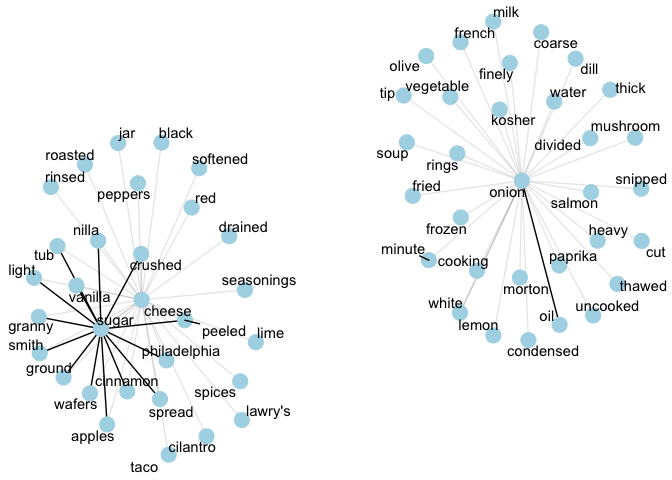 milk
french
coarse
olive
finely
dill
tip
vegetable
water
thick
kosher
divided
mushroom
soup
rings
onion
snipped
fried
salmon
frozen
heavy
minute
cooking
paprika
cut
morton
thawed
white
lemon
oil
uncooked
condensed
jar
black
roasted
softened
rinsed
peppers
red
nilla
drained
tub
crushed
light
vanilla
seasonings
granny
sugar
cheese
peeled
lime
smith
philadelphia
ground
cinnamon
wafers
spread
spices
lawry's
apples
cilantro
taco